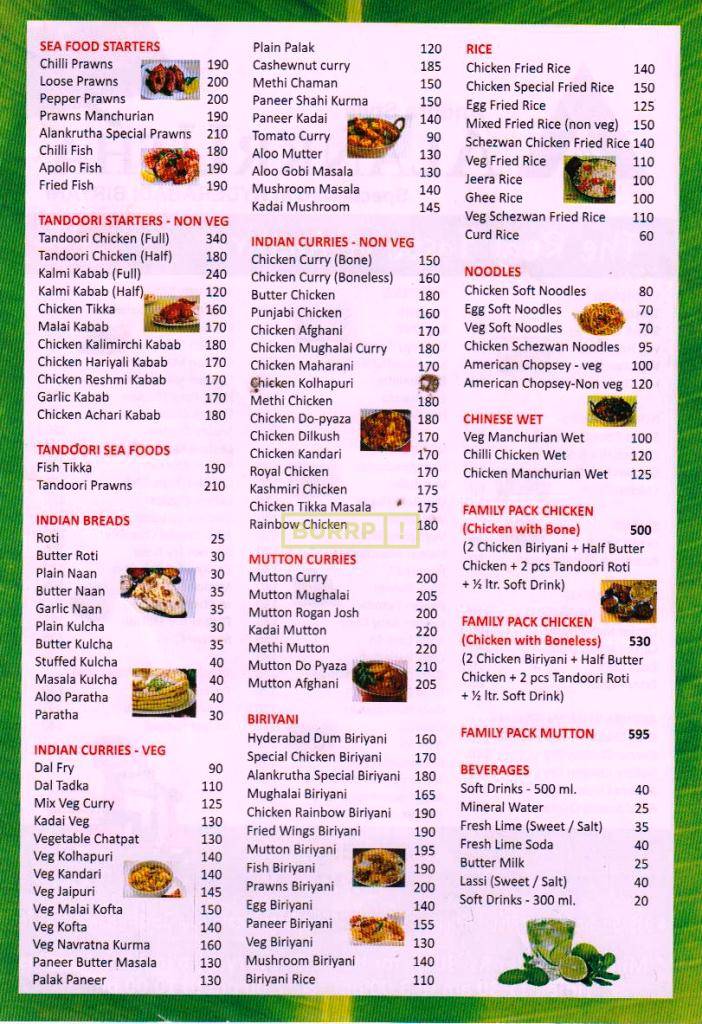 SEA FOOD STARTERS
Chilli Prawns 190
Loose Prawns 200
Pepper Prawns 200
Prawns Manchurian 190
Alankrutha Special Prawns 210
Chilli Fish 180
Apollo Fish 190
Fried Fish 190
TANDOORI STARTERS - NON VEG
Tandoori Chicken (Full) 340
Tandoori Chicken (Half) 180
Kalmi Kabab (Full) 240
Kalmi Kabab (Half) 120
Chicken Tikka 160
Malai Kabab 170
Chicken Kalimirchi Kabab 180
Chicken Hariyali Kabab 170
Chicken Reshmi Kabab 170
Garlic Kabab 170
Chicken Achari Kabab 180
TANDOORI SEA FOODS
Fish Tikka 190
Tandoori Prawns 210
INDIAN BREADS
Roti 25
Butter Roti 30
Plain Naan 30
Butter Naan 35
Garlic Naan 35
Plain Kulcha 30
Butter Kulcha 35
Stuffed Kulcha 40
Masala Kulcha 40
Aloo Paratha 40
Paratha 30
INDIAN CURRIES - VEG
Dal Fry 90
Dal Tadka 110
Mix Veg Curry 125
Kadai Veg 130
Vegetable Chatpat 130
Veg Kolhapuri 140
Veg Kandari 140
Veg Jaipuri 145
Veg Malai Kofta 150
Veg Kofta 140
Veg Navratna Kurma 160
Paneer Butter Masala 130
Palak Paneer 130
Plain Palak 120
Cashewnut curry 185
Methi Chaman 150
Paneer Shahi Kurma 150
Paneer Kadai 140
Tomato Curry 90
Aloo Mutter 130
Aloo Gobi Masala 130
Mushroom Masala 140
Kadai Mushroom 145
INDIAN CURRIES - NON VEG
Chicken Curry (Bone) 150
Chicken Curry (Boneless) 160
Butter Chicken 180
Punjabi Chicken 160
Chicken Afghani 170
Chicken Mughalai Curry 180
Chicken Maharani 170
Chicken Kolhapuri
Methi Chicken 180
Chicken Do-pyaza 180
Chicken Dilkush 170
Chicken Kandari 170
Royal Chicken 170
Kashmiri Chicken 175
Chicken Tikka Masala 175
Rainbow Chicken 180
BURRP !
MUTTON CURRIES
Mutton Curry 200
Mutton Mughalai 205
Mutton Rogan Josh 200
Kadai Mutton 220
Methi Mutton 220
Mutton Do Pyaza 210
Mutton Afghani 205
BIRIYANI
Hyderabad Dum Biriyani 160
Special Chicken Biriyani 170
Alankrutha Special Biriyani 180
Mughalai Biriyani 165
Chicken Rainbow Biriyani 190
Fried Wings Biriyani 190
Mutton Biriyani 195
Fish Biriyani 190
Prawns Biriyani 200
Egg Biriyani 140
Paneer Biriyani 155
Veg Biriyani 130
Mushroom Biriyani 140
Biriyani Rice 110
RICE
Chicken Fried Rice 140
Chicken Special Fried Rice 150
Egg Fried Rice 125
Mixed Fried Rice (non veg) 150
Schezwan Chicken Fried Rice 140
Veg Fried Rice 110
Jeera Rice 100
Ghee Rice 100
Veg Schezwan Fried Rice 110
Curd Rice 60
NOODLES
Chicken Soft Noodles 80
Egg Soft Noodles 70
Veg Soft Noodles 70
Chicken Schezwan Noodles 95
American Chopsey - veg 100
American Chopsey-Non veg 120
CHINESE WET
Veg Manchurian Wet 100
Chilli Chicken Wet 120
Chicken Manchurian Wet 125
FAMILY PACK CHICKEN
(Chicken with Bone) 500
(2 Chicken Biriyani + Half Butter
Chicken + 2 pcs Tandoori Roti
+ ½ ltr. Soft Drink)
FAMILY PACK CHICKEN
(Chicken with Boneless) 530
(2 Chicken Biriyani + Half Butter
Chicken + 2 pcs Tandoori Roti
+ ½ ltr. Soft Drink)
FAMILY PACK MUTTON 595
BEVERAGES
Soft Drinks - 500 ml. 40
Mineral Water 25
Fresh Lime (Sweet / Salt) 35
Fresh Lime Soda 40
Butter Milk 25
Lassi (Sweet / Salt) 40
Soft Drinks - 300 ml. 20